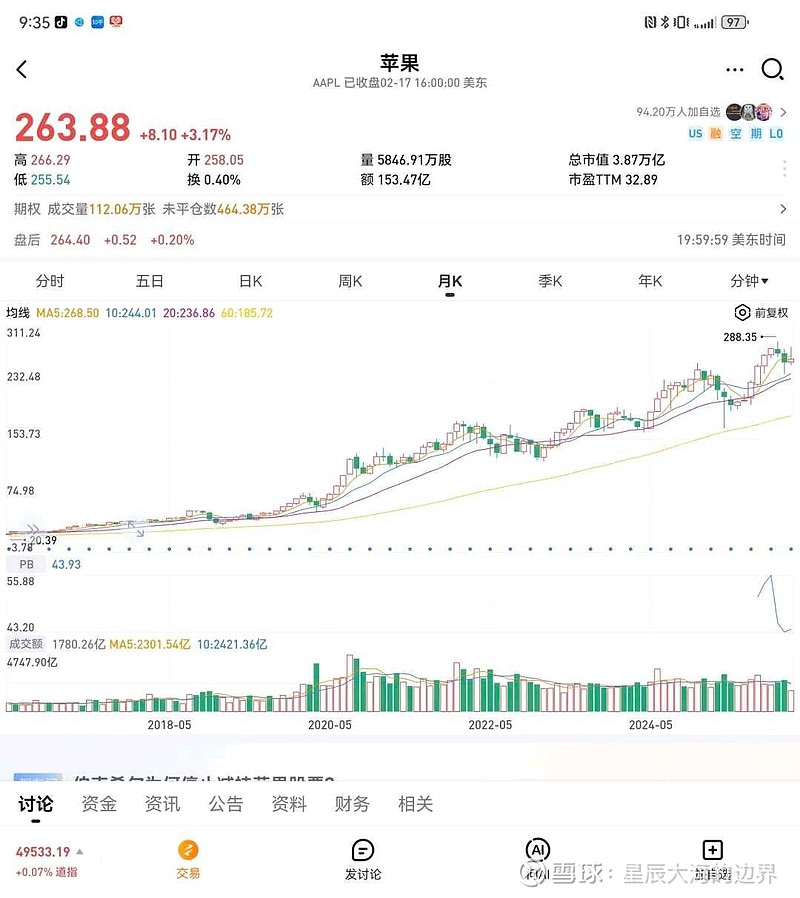 9:35 97
苹果
AAPL 已收盘02-17 16:00:00 美东
263.88 +8.10 +3.17%
94.20万人加自选
US 融 空 期 LO
高 266.29 开 258.05 量 5846.91万股 总市值 3.87万亿
低 255.54 换 0.40% 额 153.47亿 市盈TTM 32.89
期权 成交量112.06万张 未平仓数464.38万张
盘后 264.40 +0.52 +0.20% 19:59:59 美东时间
分时 五日 日K 周K 月K 季K 年K 分钟
均线 MA5:268.50 10:244.01 20:236.86 60:185.72 前复权
311.24
288.35
232.48
153.73
74.98
20.39
-3.78
PB 43.93
55.88
43.20
成交额 1780.26亿 MA5:2301.54亿 10:2421.36亿
4747.90亿
2018-05 2020-05 2022-05 2024-05
讨论 资金 资讯 公告 资料 财务 相关
49533.19
+0.07% 道指
交易 发讨论 AI
雪球：星辰大海的边界